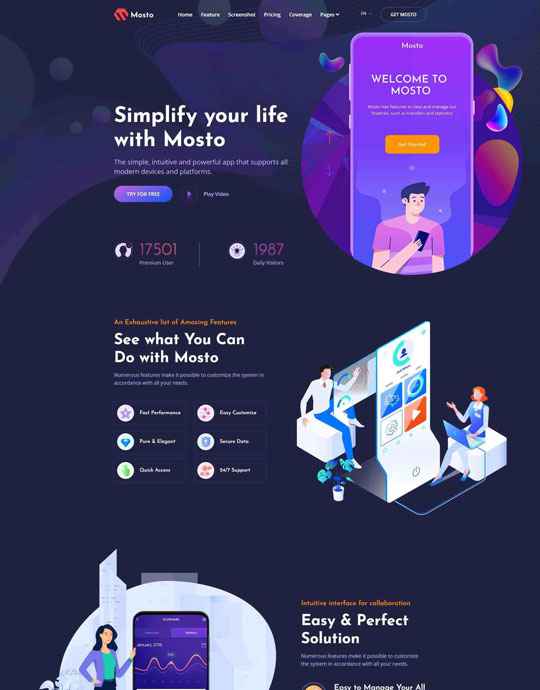 Mosto
Home Feature Screenshot Pricing Coverage Pages
EN
GET MOSTO
Simplify your life
with Mosto
The simple, intuitive and powerful app that supports all
modern devices and platforms.
TRY FOR FREE
Play Video
17501
Premium User
1987
Daily Visitors
Mosto
WELCOME TO
MOSTO
Mosto has features to view and manage our
finances, such as transfers and statistics
Get Started
An Exhaustive list of Amazing Features
See what You Can
Do with Mosto
Numerous features make it possible to customize the system in
accordance with all your needs.
Fast Performance
Easy Customize
Pure & Elegant
Secure Data
Quick Access
24/7 Support
Intuitive interface for collaboration
Easy & Perfect
Solution
Numerous features make it possible to customize
the system in accordance with all your needs.
Easy to Manage Your All